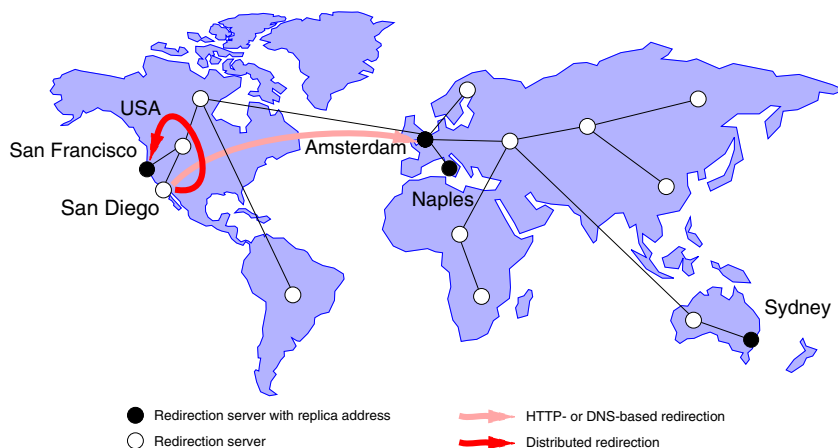 USA
San Francisco
San Diego
Amsterdam
Naples
Sydney
Redirection server with replica address
HTTP- or DNS-based redirection
Redirection server
Distributed redirection